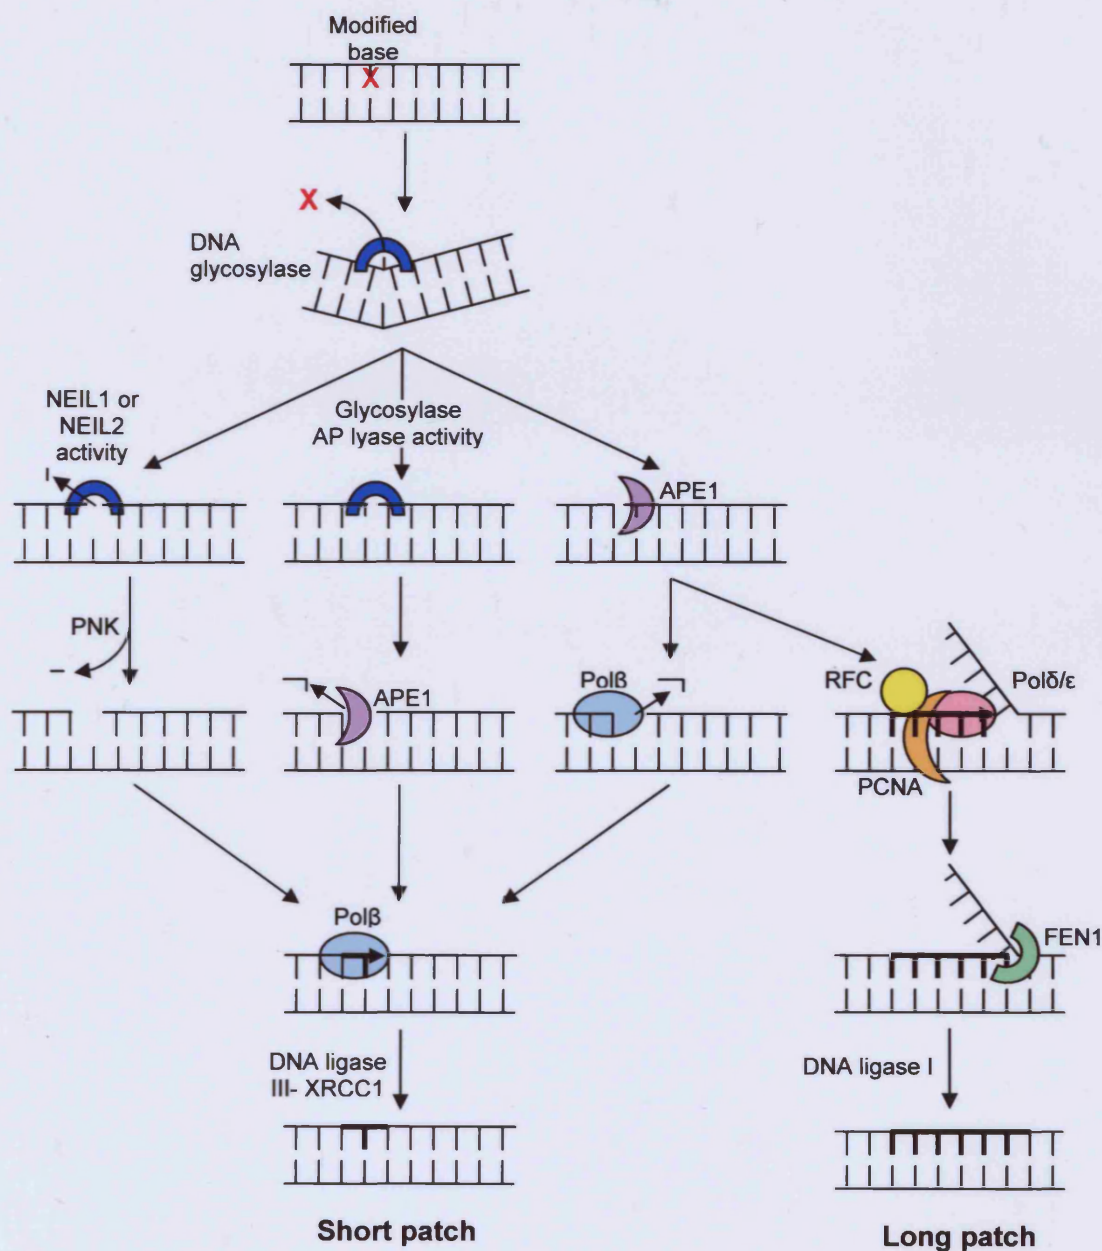 Modified
base
X
X
DNA
glycosylase
NEIL1 or
NEIL2
activity
Glycosylase
AP lyase activity
APE1
PNK
APE1
Polß
RFC
Polδ/ε
PCNA
Polβ
FEN1
DNA ligase
III- XRCC1
DNA ligase I
Short patch
Long patch